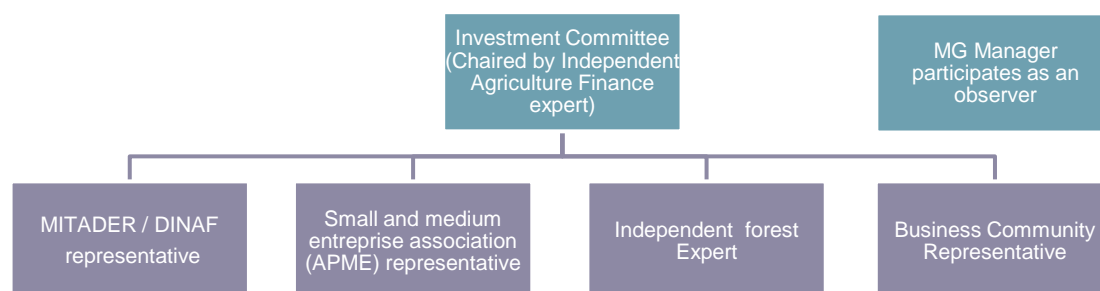 Investment Committee
(Chaired by Independent
Agriculture Finance
expert)
MG Manager
participates as an
observer
MITADER / DINAF
representative
Small and medium
entreprise association
(APME) representative
Independent forest
Expert
Business Community
Representative